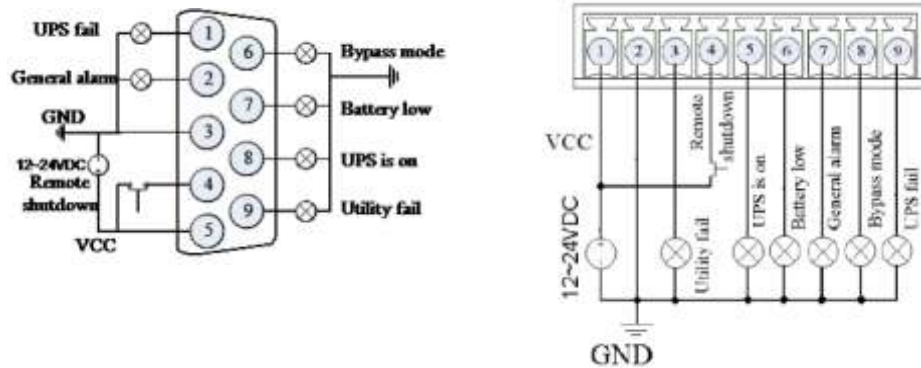 UPS fail
1
6
Bypass mode
General alarm
2
7
Battery low
GND
3
12~24VDC
8
UPS is on
Remote
shutdown
4
9
Utility fail
VCC
5
1 2 3 4 5 6 7 8 9
VCC
Remote
shutdown
12~24VDC
Utility fail
UPS is on
Battery low
General alarm
Bypass mode
UPS fail
GND